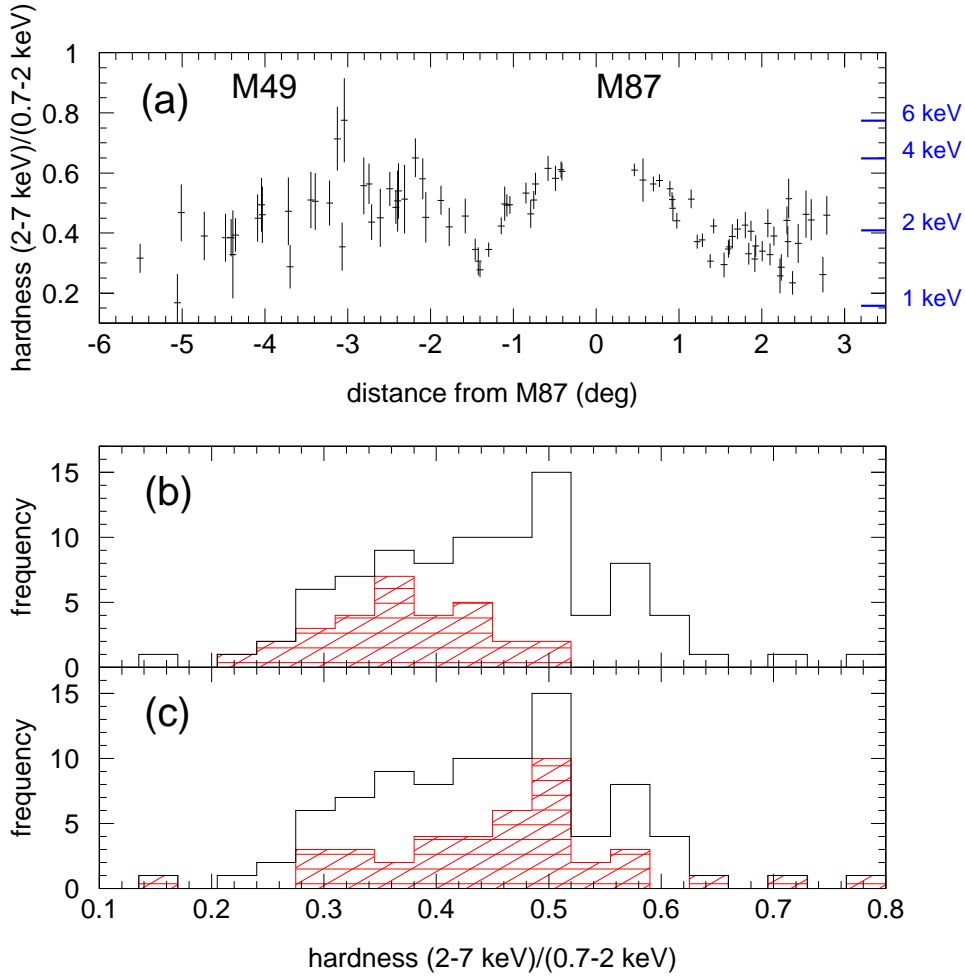 hardness (2-7 keV)/(0.7-2 keV)
1
0.8
0.6
0.4
0.2
(a)
M49
M87
6 keV
4 keV
2 keV
1 keV
-6 -5 -4 -3 -2 -1 0 1 2 3
distance from M87 (deg)
frequency
15
10
5
0
(b)
frequency
15
10
5
0
(c)
0.1 0.2 0.3 0.4 0.5 0.6 0.7 0.8
hardness (2-7 keV)/(0.7-2 keV)